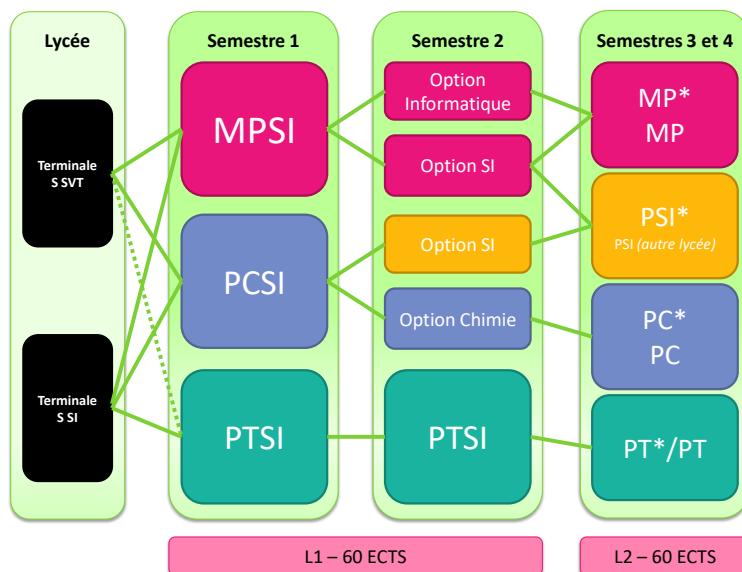 Lycée
Terminale
S SVT
Terminale
S SI
Semestre 1
MPSI
PCSI
PTSI
Semestre 2
Option
Informatique
Option SI
Option SI
Option Chimie
PTSI
Semestres 3 et 4
MP*
MP
PSI*
PSI (autre lycée)
PC*
PC
PT*/PT
L1 – 60 ECTS
L2 – 60 ECTS